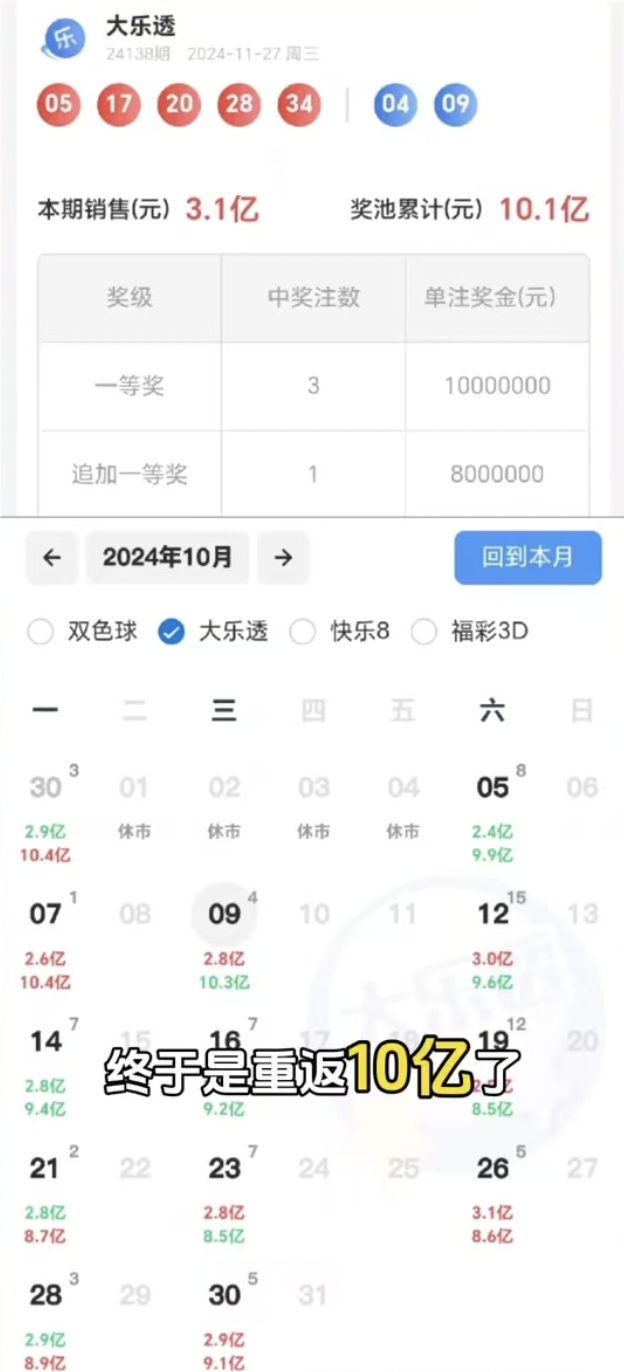 乐 大乐透
24138期 2024-11-27 周三
05 17 20 28 34 | 04 09
本期销售(元) 3.1亿 奖池累计(元) 10.1亿
奖级 中奖注数 单注奖金(元)
一等奖 3 10000000
追加一等奖 1 8000000
← 2024年10月 → 回到本月
双色球 大乐透 快乐8 福彩3D
一 二 三 四 五 六 日
30 3 01 02 03 04 05 8 06
2.9亿 休市 休市 休市 休市 2.4亿
10.4亿 9.9亿
07 1 08 09 4 10 11 12 15 13
2.6亿 2.8亿 3.0亿
10.4亿 10.3亿 9.6亿
14 7 15 16 7 17 18 19 12 20
终于是重返10亿了
2.8亿
9.4亿 9.2亿 8.5亿
21 2 22 23 7 24 25 26 5 27
2.8亿 2.8亿 3.1亿
8.7亿 8.5亿 8.6亿
28 3 29 30 5 31
2.9亿 2.9亿
8.9亿 9.1亿
大乐透